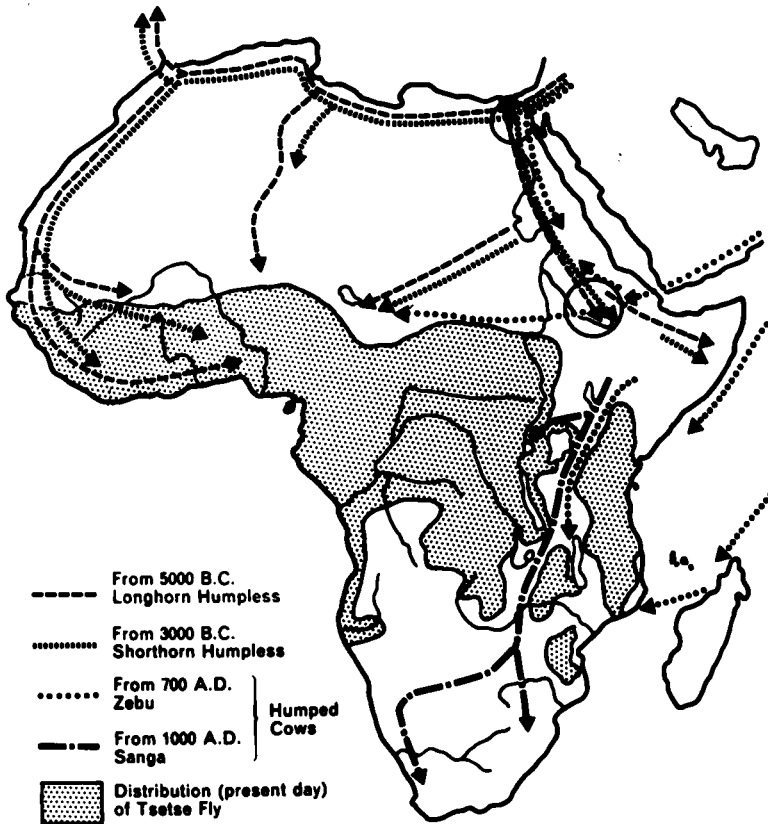 From 5000 B.C.
Longhorn Humpless
From 3000 B.C.
Shorthorn Humpless
From 700 A.D.
Zebu
Humped
Cows
From 1000 A.D.
Sanga
Distribution (present day)
of Tsetse Fly